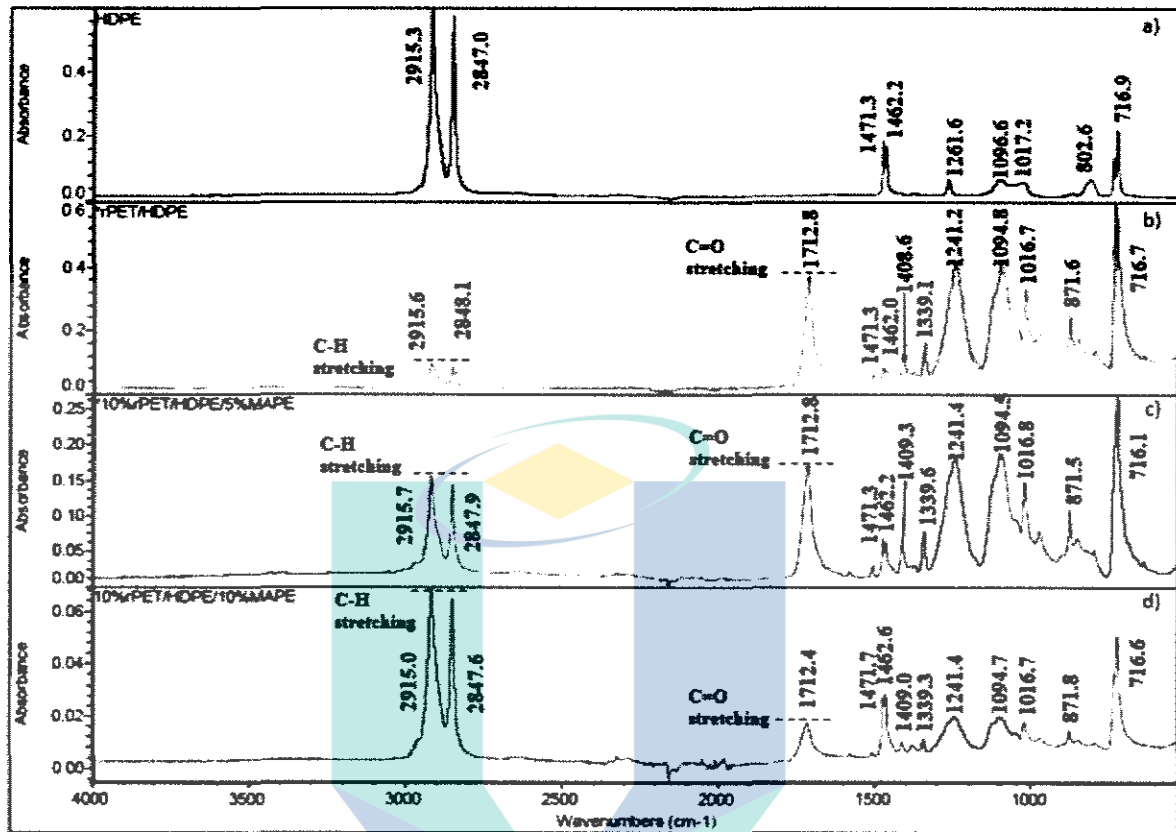 HDPE
a)
Absorbance
0.4
0.2
0.0
2915.3
2847.0
1471.3
1462.2
1261.6
1096.6
1017.2
802.6
716.9
rPET/HDPE
b)
Absorbance
0.6
0.4
0.2
0.0
C-H
stretching
2915.6
2848.1
C=O
stretching
1712.8
1471.3
1462.0
1408.6
1339.1
1241.2
1094.8
1016.7
871.6
716.7
10%rPET/HDPE/5%MAPE
c)
Absorbance
0.25
0.20
0.15
0.10
0.05
0.00
C-H
stretching
2915.7
2847.9
C=O
stretching
1712.8
1471.3
1462.2
1409.3
1339.6
1241.4
1094.5
1016.8
871.5
716.1
10%rPET/HDPE/10%MAPE
d)
Absorbance
0.06
0.04
0.02
0.00
C-H
stretching
2915.0
2847.6
C=O
stretching
1712.4
1471.7
1462.6
1409.0
1339.3
1241.4
1094.7
1016.7
871.8
716.6
4000
3500
3000
2500
2000
1500
1000
Wavenumbers (cm-1)